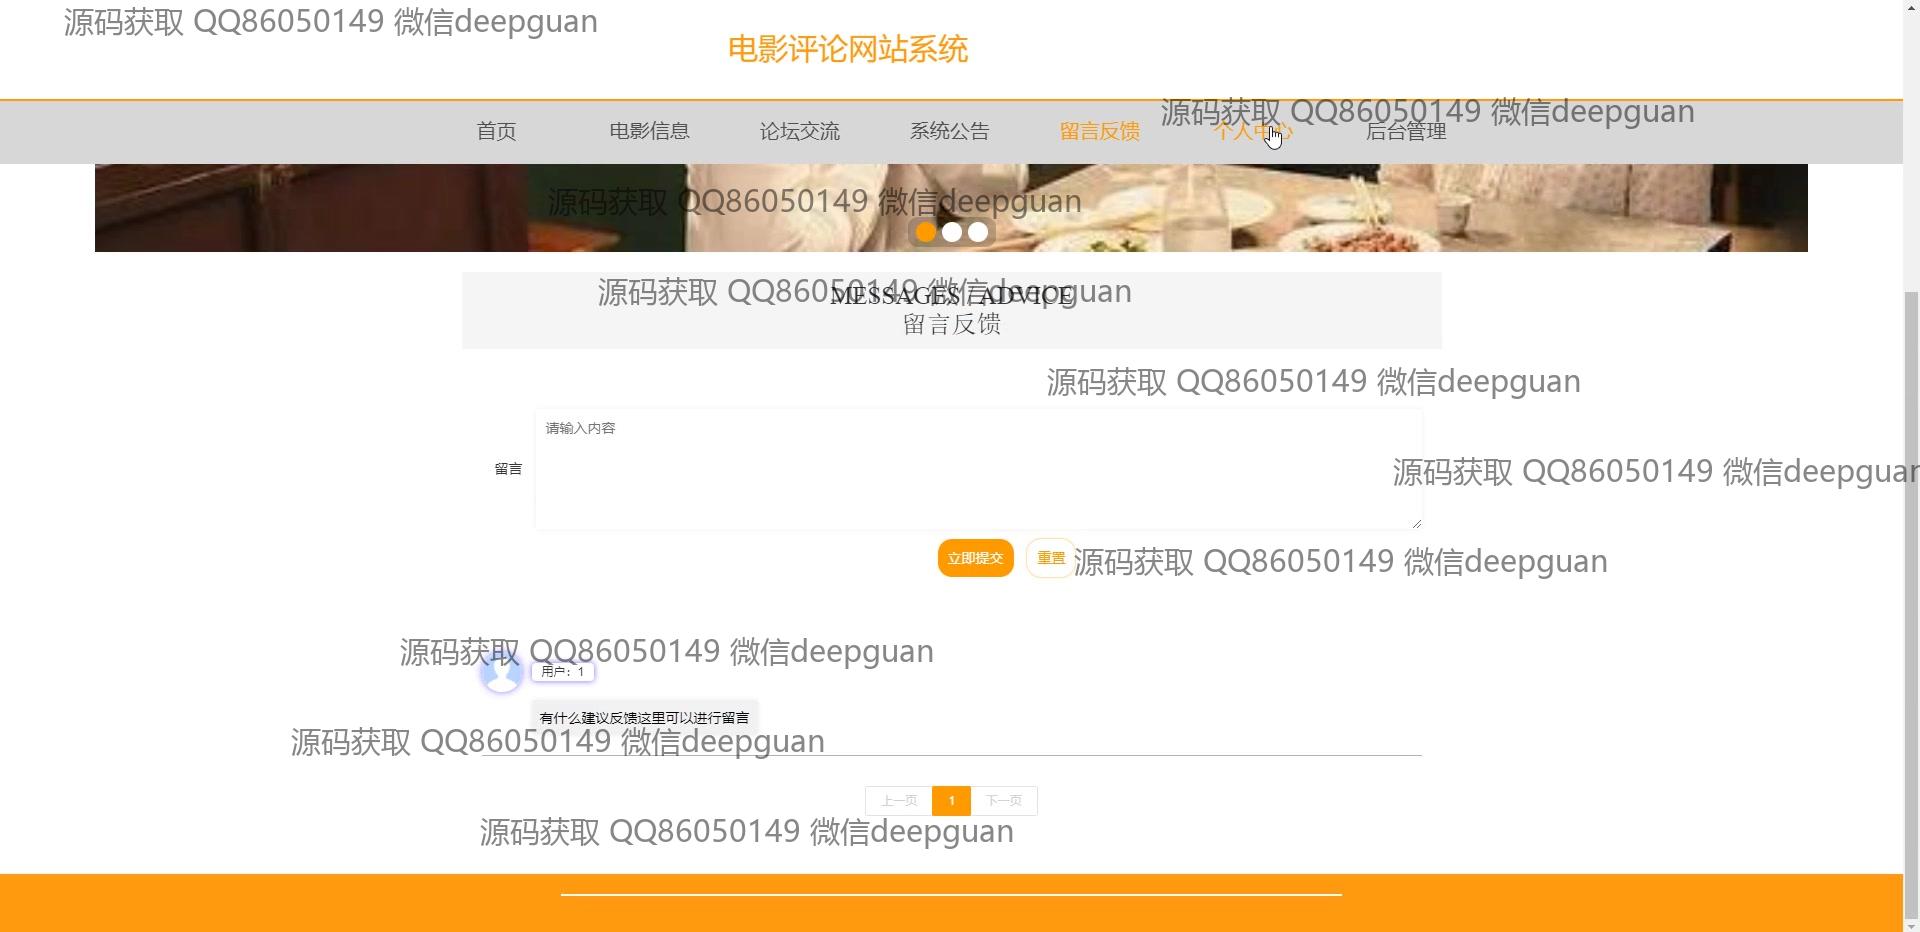 源码获取 QQ86050149 微信deepguan
电影评论网站系统
源码获取 QQ86050149 微信deepguan
首页 电影信息 论坛交流 系统公告 留言反馈 个人中心 后台管理
源码获取 QQ86050149 微信deepguan
源码获取 QQ86050149 微信deepguan
MESSAGES / ADVICE
留言反馈
源码获取 QQ86050149 微信deepguan
请输入内容
留言
源码获取 QQ86050149 微信deepguan
立即提交 重置
源码获取 QQ86050149 微信deepguan
源码获取 QQ86050149 微信deepguan
用户：1
有什么建议反馈这里可以进行留言
源码获取 QQ86050149 微信deepguan
上一页 1 下一页
源码获取 QQ86050149 微信deepguan